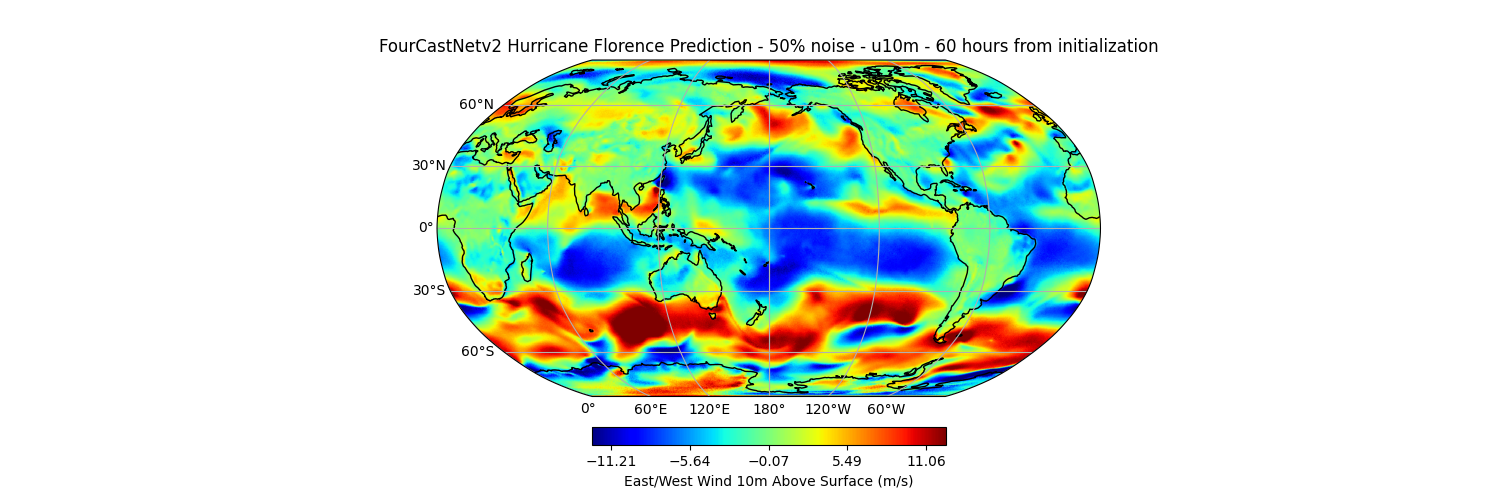 FourCastNetv2 Hurricane Florence Prediction - 50% noise - u10m - 60 hours from initialization
60°N
30°N
0°
30°S
60°S
0° 60°E 120°E 180° 120°W 60°W
−11.21 −5.64 −0.07 5.49 11.06
East/West Wind 10m Above Surface (m/s)